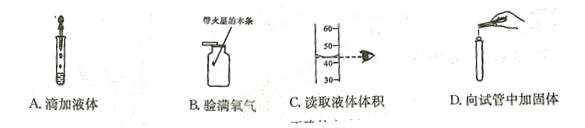 带火星的木条
60
50
40
30
A. 滴加液体
B. 验满氧气
C. 读取液体体积
D. 向试管中加固体